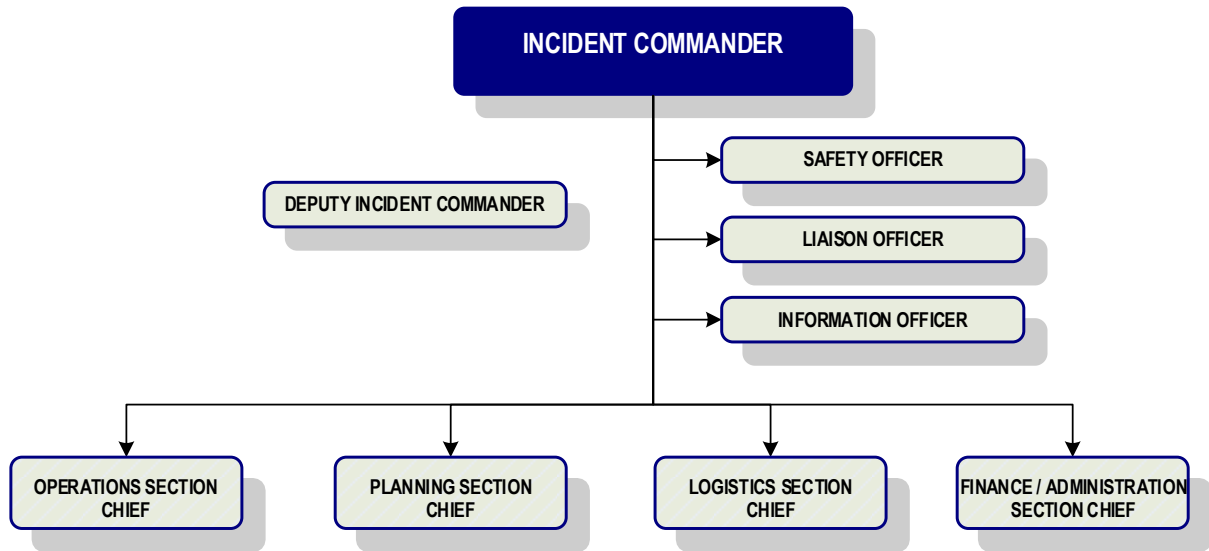 INCIDENT COMMANDER
SAFETY OFFICER
DEPUTY INCIDENT COMMANDER
LIAISON OFFICER
INFORMATION OFFICER
OPERATIONS SECTION
CHIEF
PLANNING SECTION
CHIEF
LOGISTICS SECTION
CHIEF
FINANCE / ADMINISTRATION
SECTION CHIEF